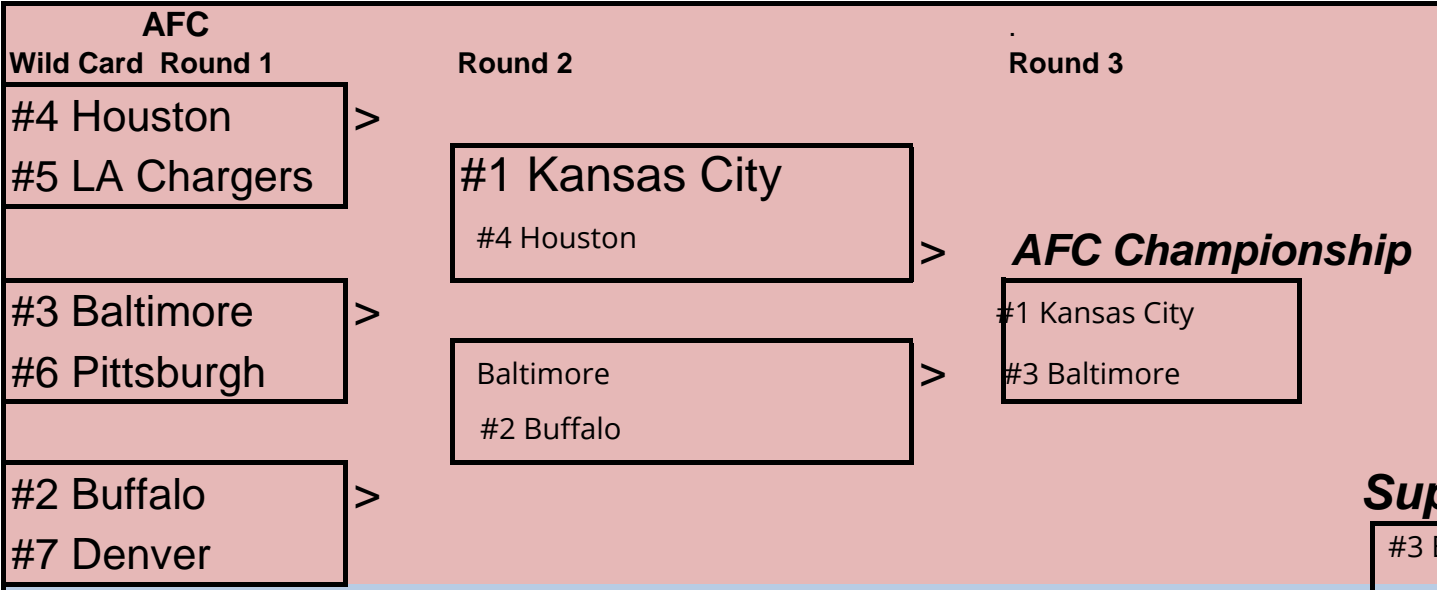 AFC
.
Wild Card Round 1
Round 2
Round 3
#4 Houston
>
#5 LA Chargers
#1 Kansas City
#4 Houston
>
AFC Championship
#3 Baltimore
>
#1 Kansas City
#6 Pittsburgh
Baltimore
>
#3 Baltimore
#2 Buffalo
#2 Buffalo
>
#7 Denver
#3